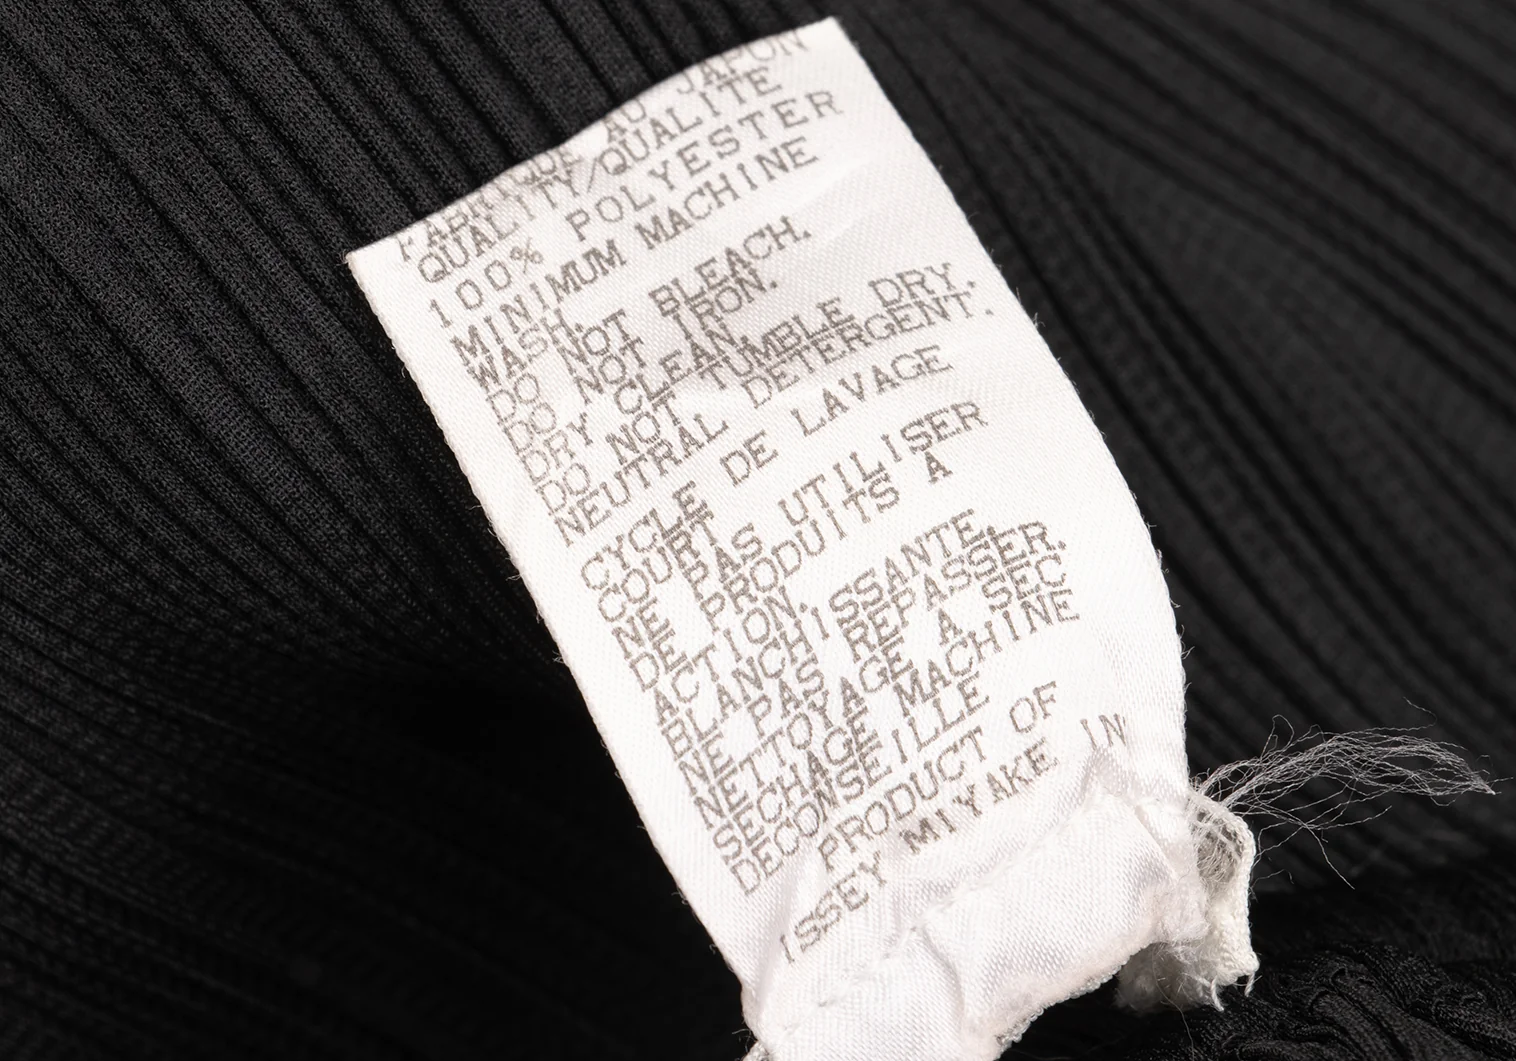 FABRIQUE AU JAPON
QUALITY/QUALITE
100% POLYESTER
MINIMUM MACHINE
WASH.
DO NOT BLEACH.
DO NOT IRON.
DRY CLEAN.
DO NOT TUMBLE DRY.
NEUTRAL DETERGENT.
CYCLE DE LAVAGE
COURT
NE PAS UTILISER
DE PRODUITS A
ACTION
BLANCHISSANTE.
NE PAS REPASSER.
NETTOYAGE A SEC
SECHAGE MACHINE
DECONSEILLE
PRODUCT OF
ISSEY MIYAKE IN